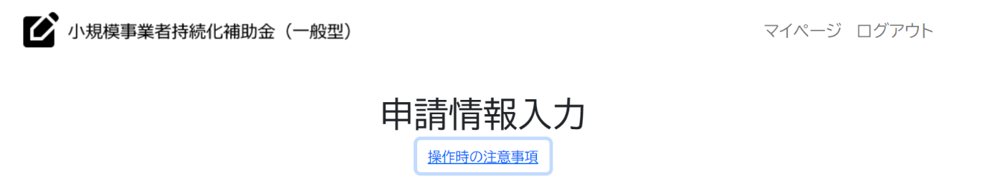 小規模事業者持続化補助金（一般型）
マイページ ログアウト
申請情報入力
操作時の注意事項